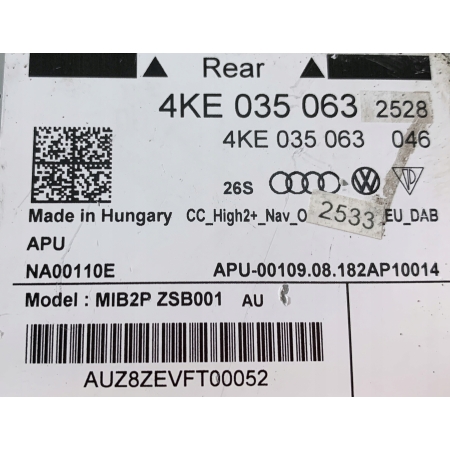 Rear
4KE 035 063 2528
4KE 035 063 046
26S
Made in Hungary CC_High2+_Nav_O 2533 EU_DAB
APU
NA00110E APU-00109.08.182AP10014
Model : MIB2P ZSB001 AU
AUZ8ZEVFT00052